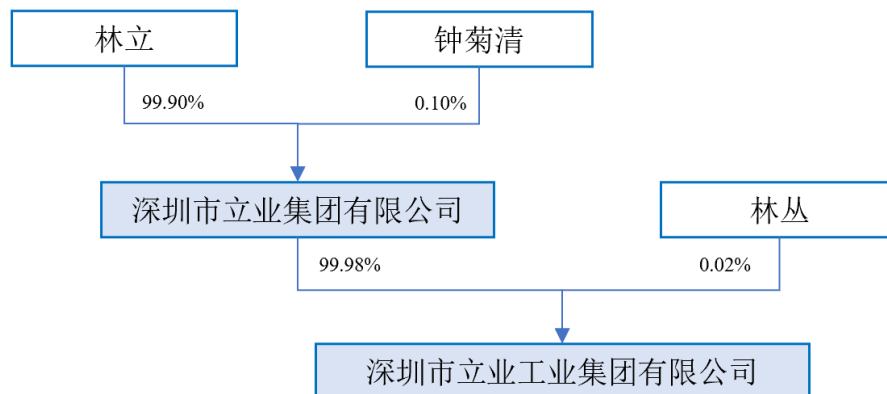 林立
钟菊清
99.90%
0.10%
深圳市立业集团有限公司
林丛
99.98%
0.02%
深圳市立业工业集团有限公司